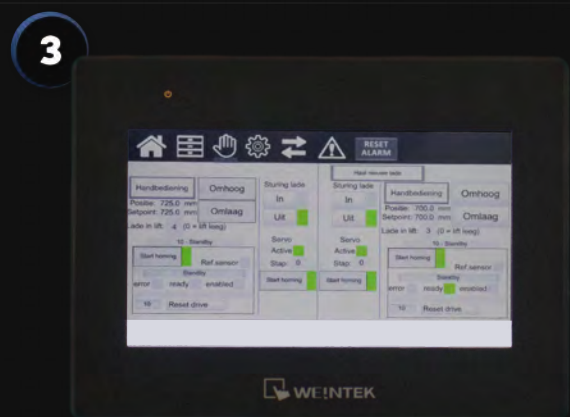 3
RESET ALARM
Haal nieuwe lade
Handbediening Omhoog
Positie: 725.0 mm
Setpoint: 725.0 mm Omlaag
Lade in lift: 4 (0 = lift leeg)
10 - Standby
Start homing Ref sensor
Standby
error ready enabled
10 Reset drive
Sturing lade
In
Uit
Servo
Active
Stap: 0
Start homing
Sturing lade
In
Uit
Servo
Active
Stap: 0
Start homing
Handbediening Omhoog
Positie: 700.0 mm
Setpoint: 700.0 mm Omlaag
Lade in lift: 3 (0 = lift leeg)
10 - Standby
Start homing Ref sensor
Standby
error ready enabled
10 Reset drive
WEINTEK